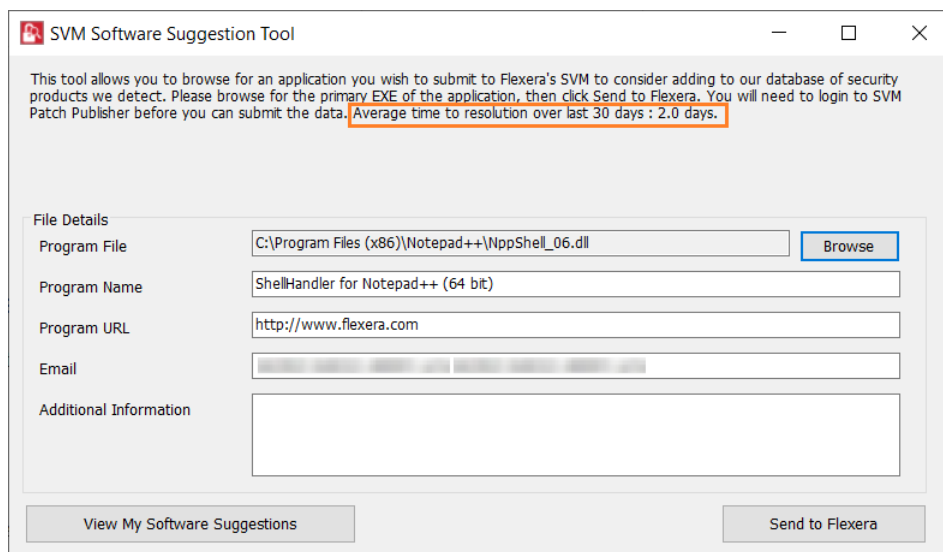 SVM Software Suggestion Tool
This tool allows you to browse for an application you wish to submit to Flexera's SVM to consider adding to our database of security
products we detect. Please browse for the primary EXE of the application, then click Send to Flexera. You will need to login to SVM
Patch Publisher before you can submit the data. Average time to resolution over last 30 days : 2.0 days.
File Details
Program File
C:\Program Files (x86)\Notepad++\NppShell_06.dll
Browse
Program Name
ShellHandler for Notepad++ (64 bit)
Program URL
http://www.flexera.com
Email
Additional Information
View My Software Suggestions
Send to Flexera